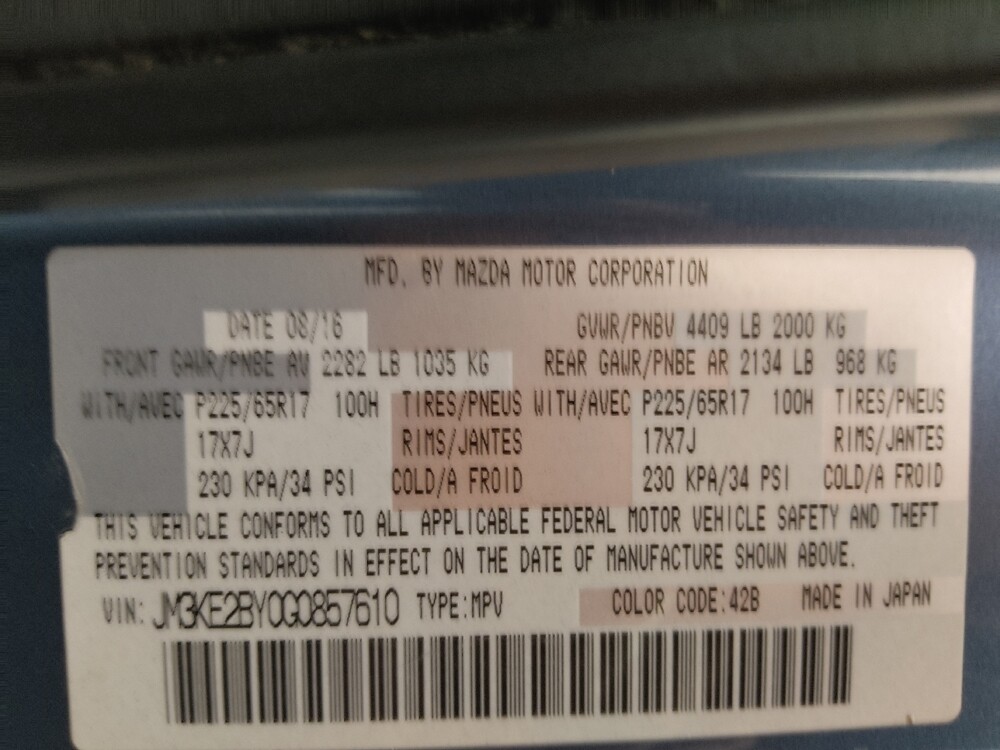 MFD. BY MAZDA MOTOR CORPORATION
DATE 08/16 GVWR/PNBV 4409 LB 2000 KG
FRONT GAWR/PNBE AV 2282 LB 1035 KG REAR GAWR/PNBE AR 2134 LB 968 KG
WITH/AVEC P225/65R17 100H TIRES/PNEUS WITH/AVEC P225/65R17 100H TIRES/PNEUS
17X7J RIMS/JANTES 17X7J RIMS/JANTES
230 KPA/34 PSI COLD/A FROID 230 KPA/34 PSI COLD/A FROID
THIS VEHICLE CONFORMS TO ALL APPLICABLE FEDERAL MOTOR VEHICLE SAFETY AND THEFT
PREVENTION STANDARDS IN EFFECT ON THE DATE OF MANUFACTURE SHOWN ABOVE.
VIN: JM3KE2BY0G0857610 TYPE:MPV COLOR CODE:42B MADE IN JAPAN